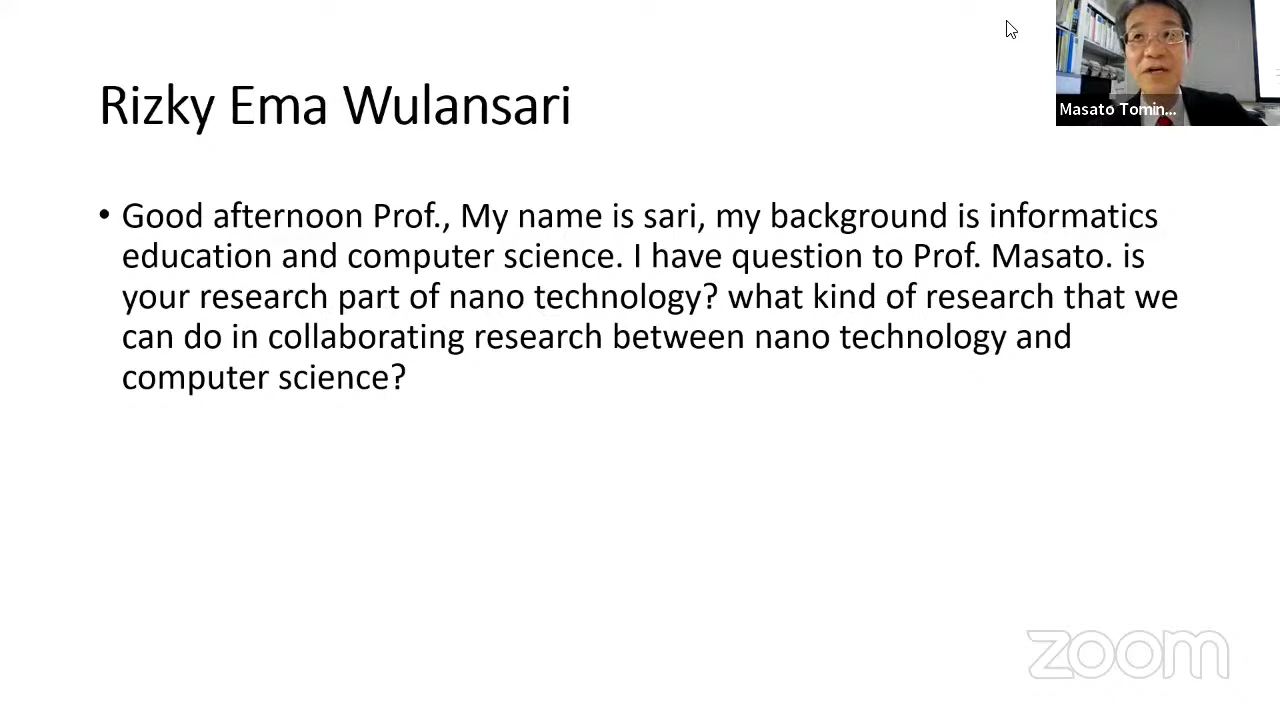 Rizky Ema Wulansari
Masato Tomin...
• Good afternoon Prof., My name is sari, my background is informatics
education and computer science. I have question to Prof. Masato. is
your research part of nano technology? what kind of research that we
can do in collaborating research between nano technology and
computer science?
zoom